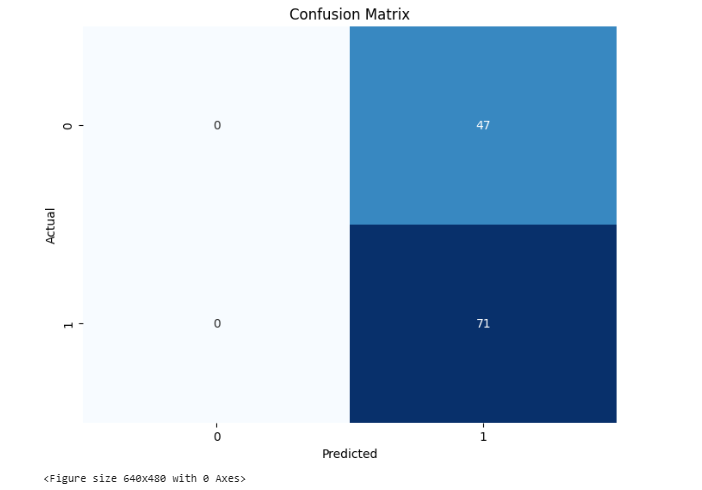 Confusion Matrix
0
0
47
Actual
1
0
71
0
1
Predicted
<Figure size 640x480 with 0 Axes>